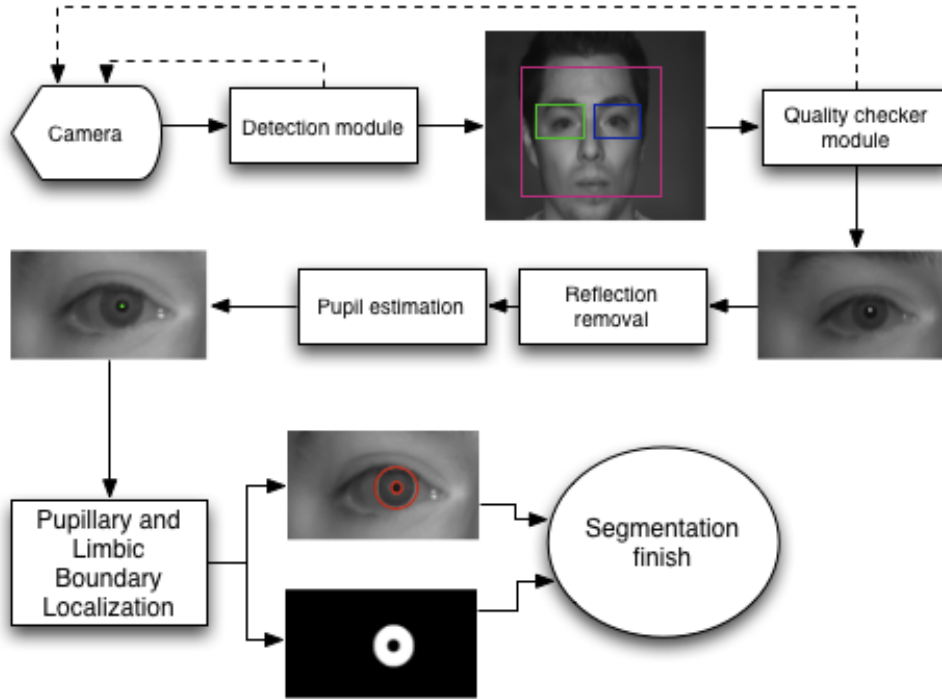 Camera
Detection module
Quality checker
module
Pupil estimation
Reflection
removal
Pupillary and
Limbic
Boundary
Localization
Segmentation
finish